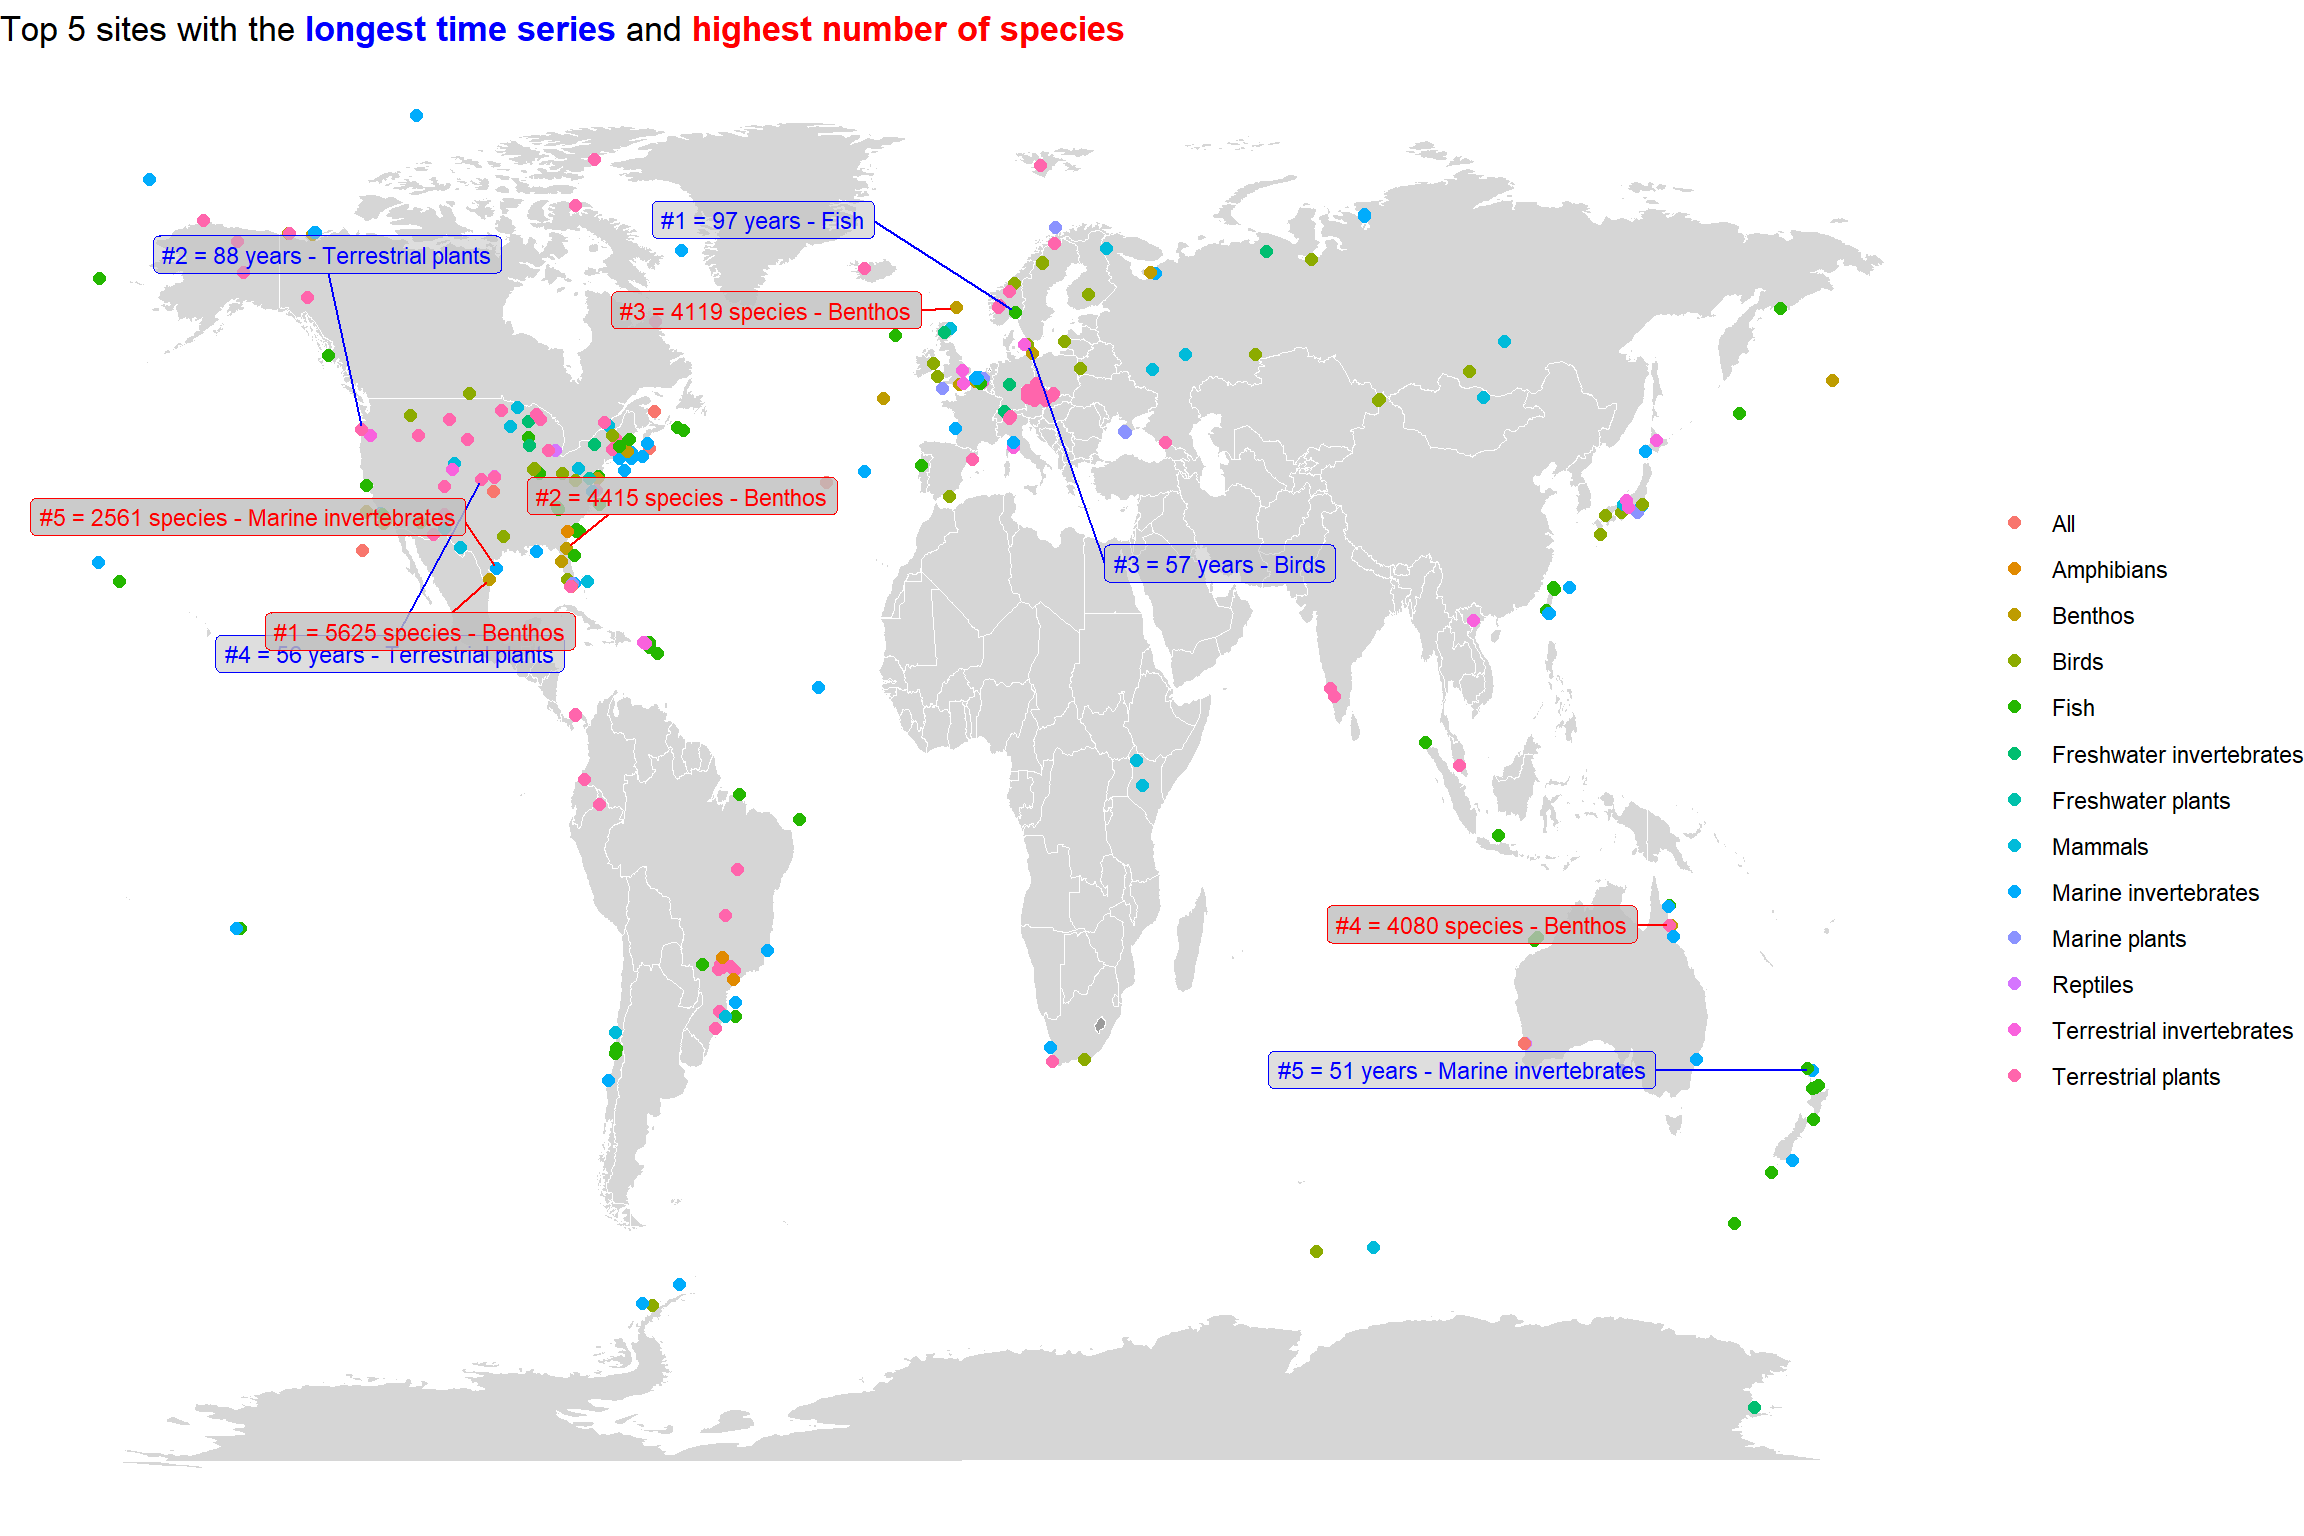 Top 5 sites with the longest time series and highest number of species
#1 = 97 years - Fish
#2 = 88 years - Terrestrial plants
#3 = 4119 species - Benthos
#2 = 4415 species - Benthos
#5 = 2561 species - Marine invertebrates
#3 = 57 years - Birds
#1 = 5625 species - Benthos
#4 = 56 years - Terrestrial plants
#4 = 4080 species - Benthos
#5 = 51 years - Marine invertebrates
All
Amphibians
Benthos
Birds
Fish
Freshwater invertebrates
Freshwater plants
Mammals
Marine invertebrates
Marine plants
Reptiles
Terrestrial invertebrates
Terrestrial plants